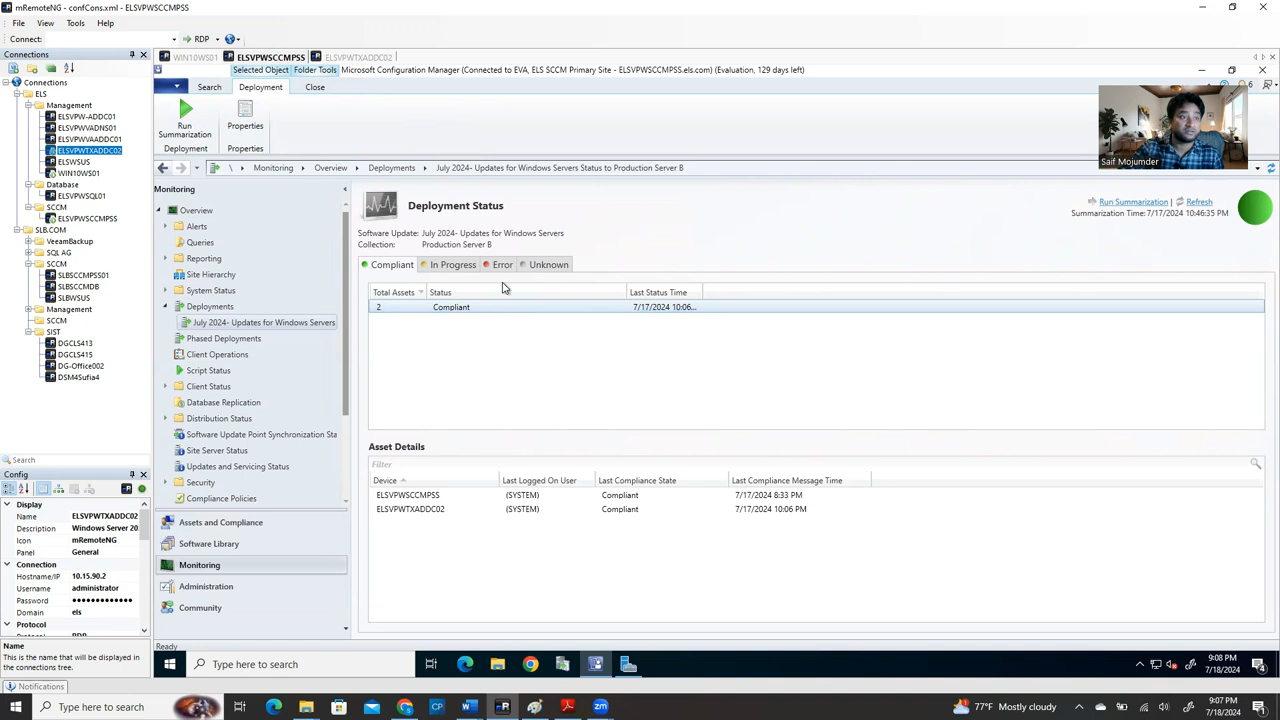 mRemoteNG - confCons.xml - ELSVPWSCCMPSS
File View Tools Help
Connect: RDP
Connections
Connections
ELS
Management
ELSVPW-ADDC01
ELSVPWVADNS01
ELSVPWVAADDC01
ELSVPWTXADDC02
ELSWSUS
WIN10WS01
Database
ELSVPWSQL01
SCCM
ELSVPWSCCMPSS
SLB.COM
VeeamBackup
SQL AG
SCCM
SLBSCCMPSS01
SLBSCCMDB
SLBWSUS
Management
SCCM
SIST
DGCLS413
DGCLS415
DG-Office002
DSM4Sufia4
Search
Config
Display
Name ELSVPWTXADDC02
Description Windows Server 20
Icon mRemoteNG
Panel General
Connection
Hostname/IP 10.15.90.2
Username administrator
Password ●●●●●●●●●●●●●
Domain els
Protocol
Protocol RDP
Name
This is the name that will be displayed in
the connections tree.
Notifications
WIN10WS01 ELSVPWSCCMPSS ELSVPWTXADDC02
Selected Object Folder Tools Microsoft Configuration Manager (Connected to EVA, ELS SCCM Primary Site - ELSVPWSCCMPSS.els.com) (Evaluation, 129 days left)
Search Deployment Close
6
Run
Summarization
Properties
Deployment Properties
Saif Mojumder
\ Monitoring Overview Deployments July 2024- Updates for Windows Servers Status to Production Server B
Monitoring
Overview
Alerts
Queries
Reporting
Site Hierarchy
System Status
Deployments
July 2024- Updates for Windows Servers
Phased Deployments
Client Operations
Script Status
Client Status
Database Replication
Distribution Status
Software Update Point Synchronization Sta
Site Server Status
Updates and Servicing Status
Security
Compliance Policies
Assets and Compliance
Software Library
Monitoring
Administration
Community
Deployment Status
Run Summarization Refresh
Summarization Time: 7/17/2024 10:46:35 PM
Software Update: July 2024- Updates for Windows Servers
Collection: Production Server B
Compliant In Progress Error Unknown
Total Assets Status Last Status Time
2 Compliant 7/17/2024 10:06...
Asset Details
Filter
Device Last Logged On User Last Compliance State Last Compliance Message Time
ELSVPWSCCMPSS (SYSTEM) Compliant 7/17/2024 8:33 PM
ELSVPWTXADDC02 (SYSTEM) Compliant 7/17/2024 10:06 PM
Ready
Type here to search
9:08 PM
7/18/2024
4
Type here to search
77°F Mostly cloudy
9:07 PM
7/18/2024
1